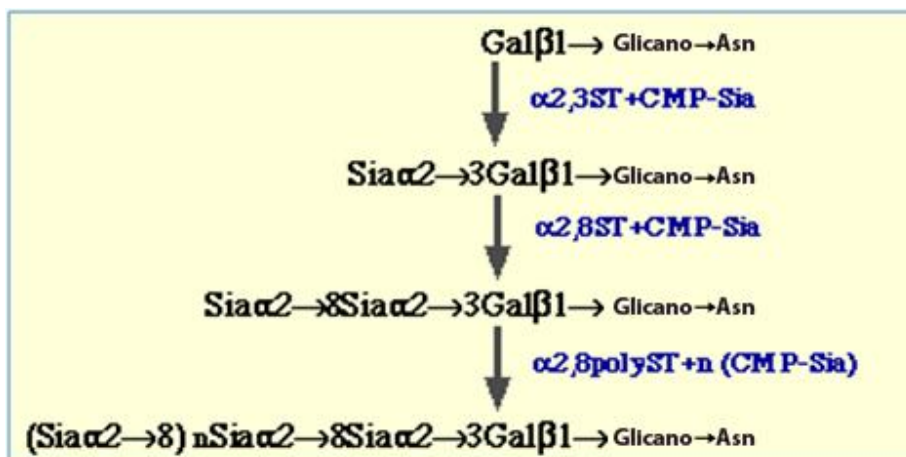 Galβ1→ Glicano→Asn
α2,3ST+CMP-Sia
Siaα2→3Galβ1→Glicano→Asn
α2,8ST+CMP-Sia
Siaα2→8Siaα2→3Galβ1→ Glicano→Asn
α2,8polyST+n (CMP-Sia)
(Siaα2→8) nSiaα2→8Siaα2→3Galβ1→ Glicano→Asn